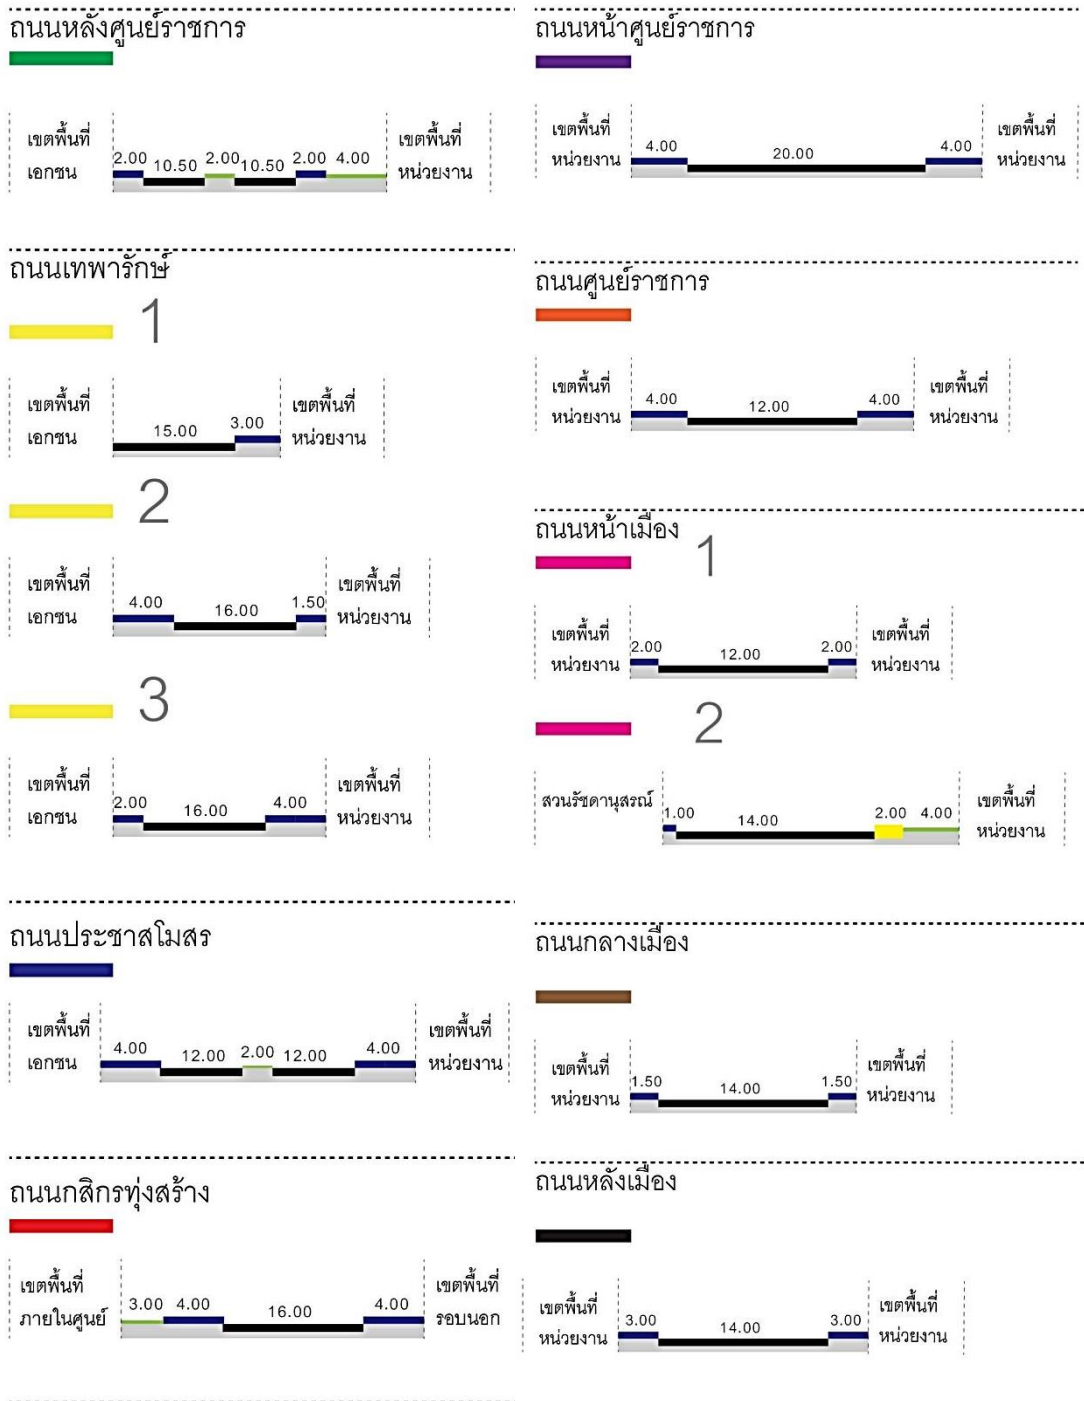 ถนนหลังศูนย์ราชการ
เขตพื้นที่
เอกชน
2.00 10.50 2.00 10.50 2.00 4.00
เขตพื้นที่
หน่วยงาน
ถนนเทพารักษ์
1
เขตพื้นที่
เอกชน
15.00 3.00
เขตพื้นที่
หน่วยงาน
2
เขตพื้นที่
เอกชน
4.00 16.00 1.50
เขตพื้นที่
หน่วยงาน
3
เขตพื้นที่
เอกชน
2.00 16.00 4.00
เขตพื้นที่
หน่วยงาน
ถนนประชาสโมสร
เขตพื้นที่
เอกชน
4.00 12.00 2.00 12.00 4.00
เขตพื้นที่
หน่วยงาน
ถนนกสิกรทุ่งสร้าง
เขตพื้นที่
ภายในศูนย์
3.00 4.00 16.00 4.00
เขตพื้นที่
รอบนอก
ถนนหน้าศูนย์ราชการ
เขตพื้นที่
หน่วยงาน
4.00 20.00 4.00
เขตพื้นที่
หน่วยงาน
ถนนศูนย์ราชการ
เขตพื้นที่
หน่วยงาน
4.00 12.00 4.00
เขตพื้นที่
หน่วยงาน
ถนนหน้าเมือง
1
เขตพื้นที่
หน่วยงาน
2.00 12.00 2.00
เขตพื้นที่
หน่วยงาน
2
สวนรัชดานุสรณ์
1.00 14.00 2.00 4.00
เขตพื้นที่
หน่วยงาน
ถนนกลางเมือง
เขตพื้นที่
หน่วยงาน
1.50 14.00 1.50
เขตพื้นที่
หน่วยงาน
ถนนหลังเมือง
เขตพื้นที่
หน่วยงาน
3.00 14.00 3.00
เขตพื้นที่
หน่วยงาน